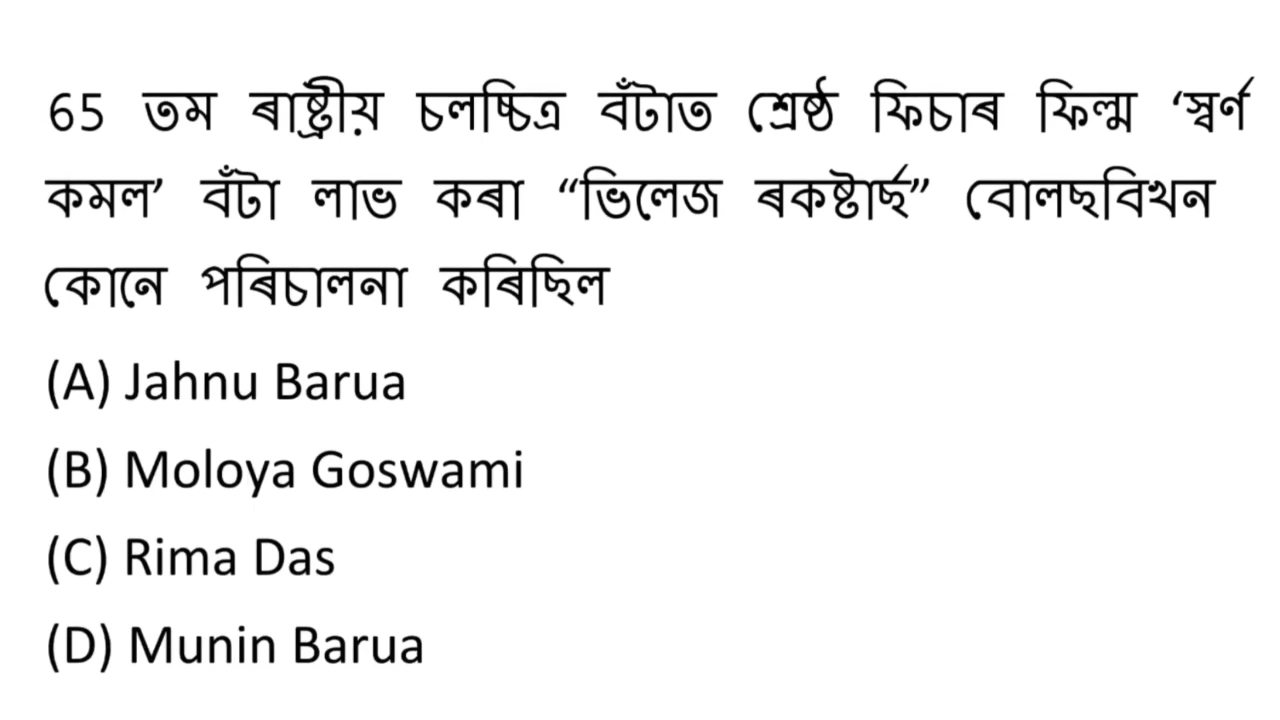 65 তম ৰাষ্ট্ৰীয় চলচ্চিত্ৰ বঁটাত শ্ৰেষ্ঠ ফিচাৰ ফিল্ম ‘স্বৰ্ণ
কমল’ বঁটা লাভ কৰা “ভিলেজ ৰকষ্টাৰ্ছ” বোলছবিখন
কোনে পৰিচালনা কৰিছিল
(A) Jahnu Barua
(B) Moloya Goswami
(C) Rima Das
(D) Munin Barua